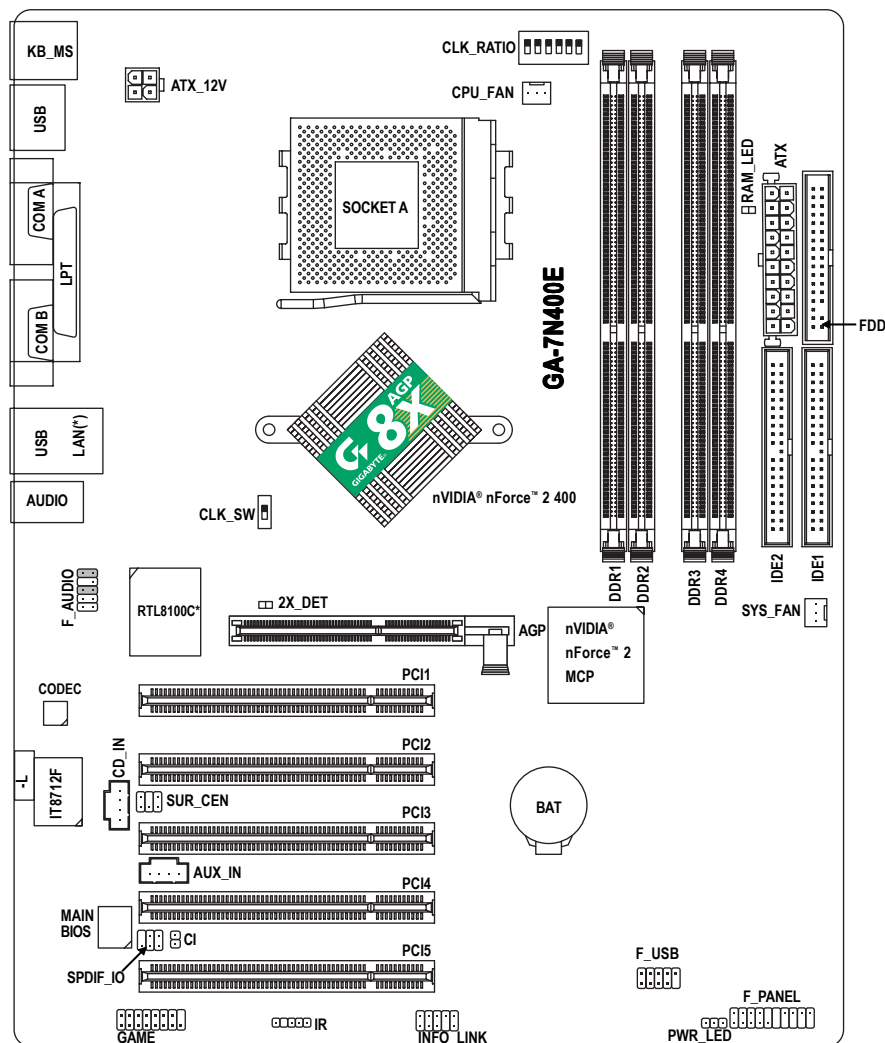 KB_MS
CLK_RATIO
ATX_12V
CPU_FAN
USB
RAM_LED
ATX
COM A
SOCKET A
LPT
COM B
FDD
GA-7N400E
AGP
8X
GIGABYTE
USB
LAN(*)
nVIDIA® nForce™ 2 400
AUDIO
CLK_SW
DDR1
DDR2
DDR3
DDR4
IDE2
IDE1
F_AUDIO
RTL8100C*
2X_DET
SYS_FAN
AGP
nVIDIA®
nForce™ 2
MCP
CODEC
PCI1
CD_IN
PCI2
-L
IT8712F
SUR_CEN
PCI3
BAT
AUX_IN
PCI4
MAIN
BIOS
CI
PCI5
SPDIF_IO
F_USB
F_PANEL
GAME
IR
INFO_LINK
PWR_LED